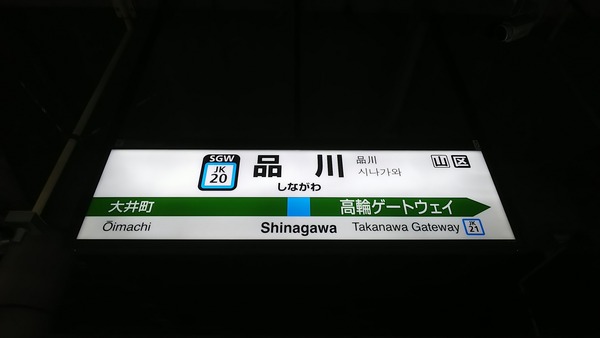 SGW
JK
20
品川
しながわ
品川
시나가와
山区
大井町
高輪ゲートウェイ
Ōimachi
Shinagawa
Takanawa Gateway
JK
21